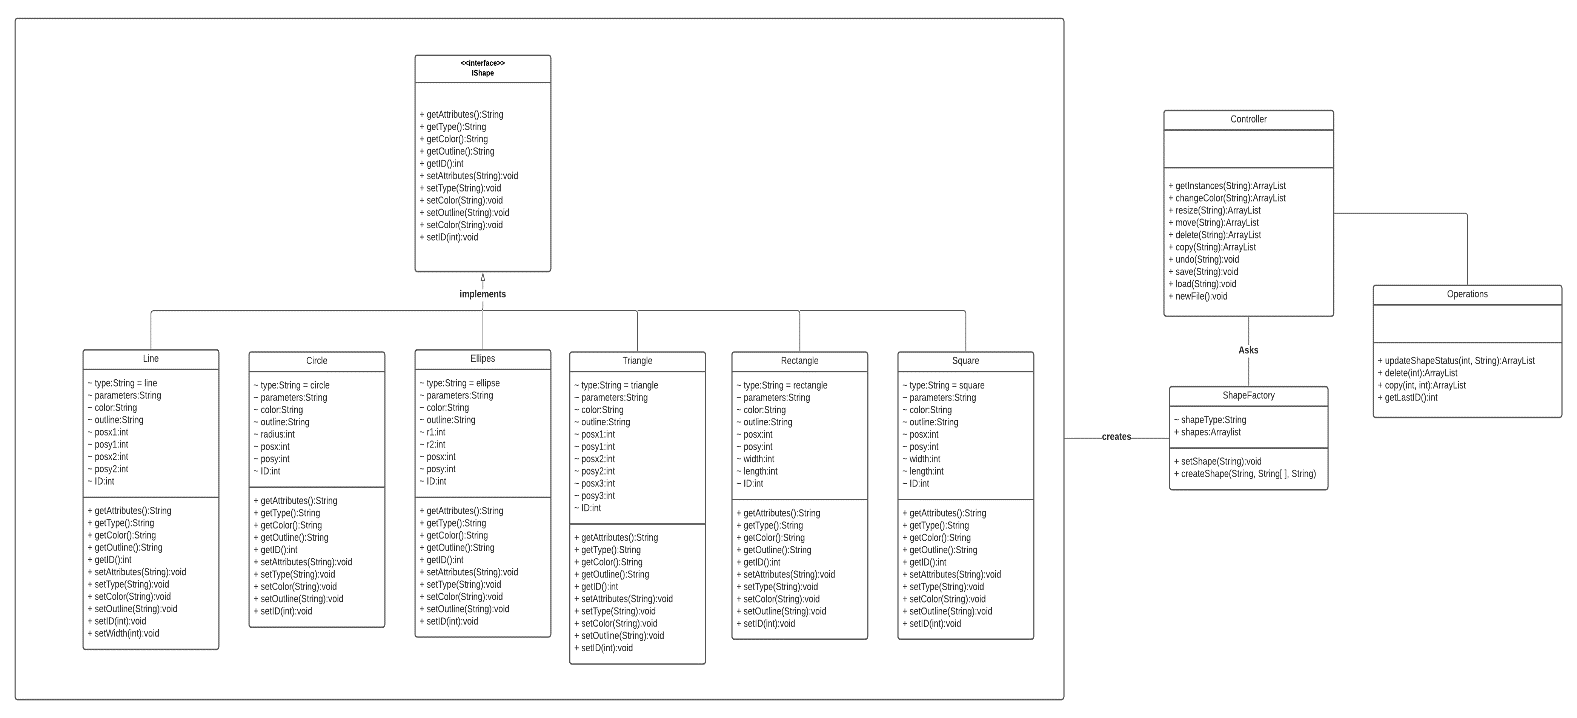 <<interface>>
IShape
+ getAttributes():String
+ getType():String
+ getColor():String
+ getOutline():String
+ getID():int
+ setAttributes(String):void
+ setType(String):void
+ setColor(String):void
+ setOutline(String):void
+ setColor(String):void
+ setID(int):void
implements
Line
~ type:String = line
~ parameters:String
~ color:String
~ outline:String
~ posx1:int
~ posy1:int
~ posx2:int
~ posy2:int
~ ID:int
+ getAttributes():String
+ getType():String
+ getColor():String
+ getOutline():String
+ getID():int
+ setAttributes(String):void
+ setType(String):void
+ setColor(String):void
+ setOutline(String):void
+ setID(int):void
+ setWidth(int):void
Circle
~ type:String = circle
~ parameters:String
~ color:String
~ outline:String
~ radius:int
~ posx:int
~ posy:int
~ ID:int
+ getAttributes():String
+ getType():String
+ getColor():String
+ getOutline():String
+ getID():int
+ setAttributes(String):void
+ setType(String):void
+ setColor(String):void
+ setOutline(String):void
+ setID(int):void
Ellipes
~ type:String = ellipse
~ parameters:String
~ color:String
~ outline:String
~ r1:int
~ r2:int
~ posx:int
~ posy:int
~ ID:int
+ getAttributes():String
+ getType():String
+ getColor():String
+ getOutline():String
+ getID():int
+ setAttributes(String):void
+ setType(String):void
+ setColor(String):void
+ setOutline(String):void
+ setID(int):void
Triangle
~ type:String = triangle
~ parameters:String
~ color:String
~ outline:String
~ posx1:int
~ posy1:int
~ posx2:int
~ posy2:int
~ posx3:int
~ posy3:int
~ ID:int
+ getAttributes():String
+ getType():String
+ getColor():String
+ getOutline():String
+ getID():int
+ setAttributes(String):void
+ setType(String):void
+ setColor(String):void
+ setOutline(String):void
+ setID(int):void
Rectangle
~ type:String = rectangle
~ parameters:String
~ color:String
~ outline:String
~ posx:int
~ posy:int
~ width:int
~ length:int
~ ID:int
+ getAttributes():String
+ getType():String
+ getColor():String
+ getOutline():String
+ getID():int
+ setAttributes(String):void
+ setType(String):void
+ setColor(String):void
+ setOutline(String):void
+ setID(int):void
Square
~ type:String = square
~ parameters:String
~ color:String
~ outline:String
~ posx:int
~ posy:int
~ width:int
~ length:int
~ ID:int
+ getAttributes():String
+ getType():String
+ getColor():String
+ getOutline():String
+ getID():int
+ setAttributes(String):void
+ setType(String):void
+ setColor(String):void
+ setOutline(String):void
+ setID(int):void
creates
Controller
+ getInstances(String):ArrayList
+ changeColor(String):ArrayList
+ resize(String):ArrayList
+ move(String):ArrayList
+ delete(String):ArrayList
+ copy(String):ArrayList
+ undo(String):void
+ save(String):void
+ load(String):void
+ newFile():void
Asks
ShapeFactory
~ shapeType:String
+ shapes:Arraylist
+ setShape(String):void
+ createShape(String, String[ ], String)
Operations
+ updateShapeStatus(int, String):ArrayList
+ delete(int):ArrayList
+ copy(int, int):ArrayList
+ getLastID():int